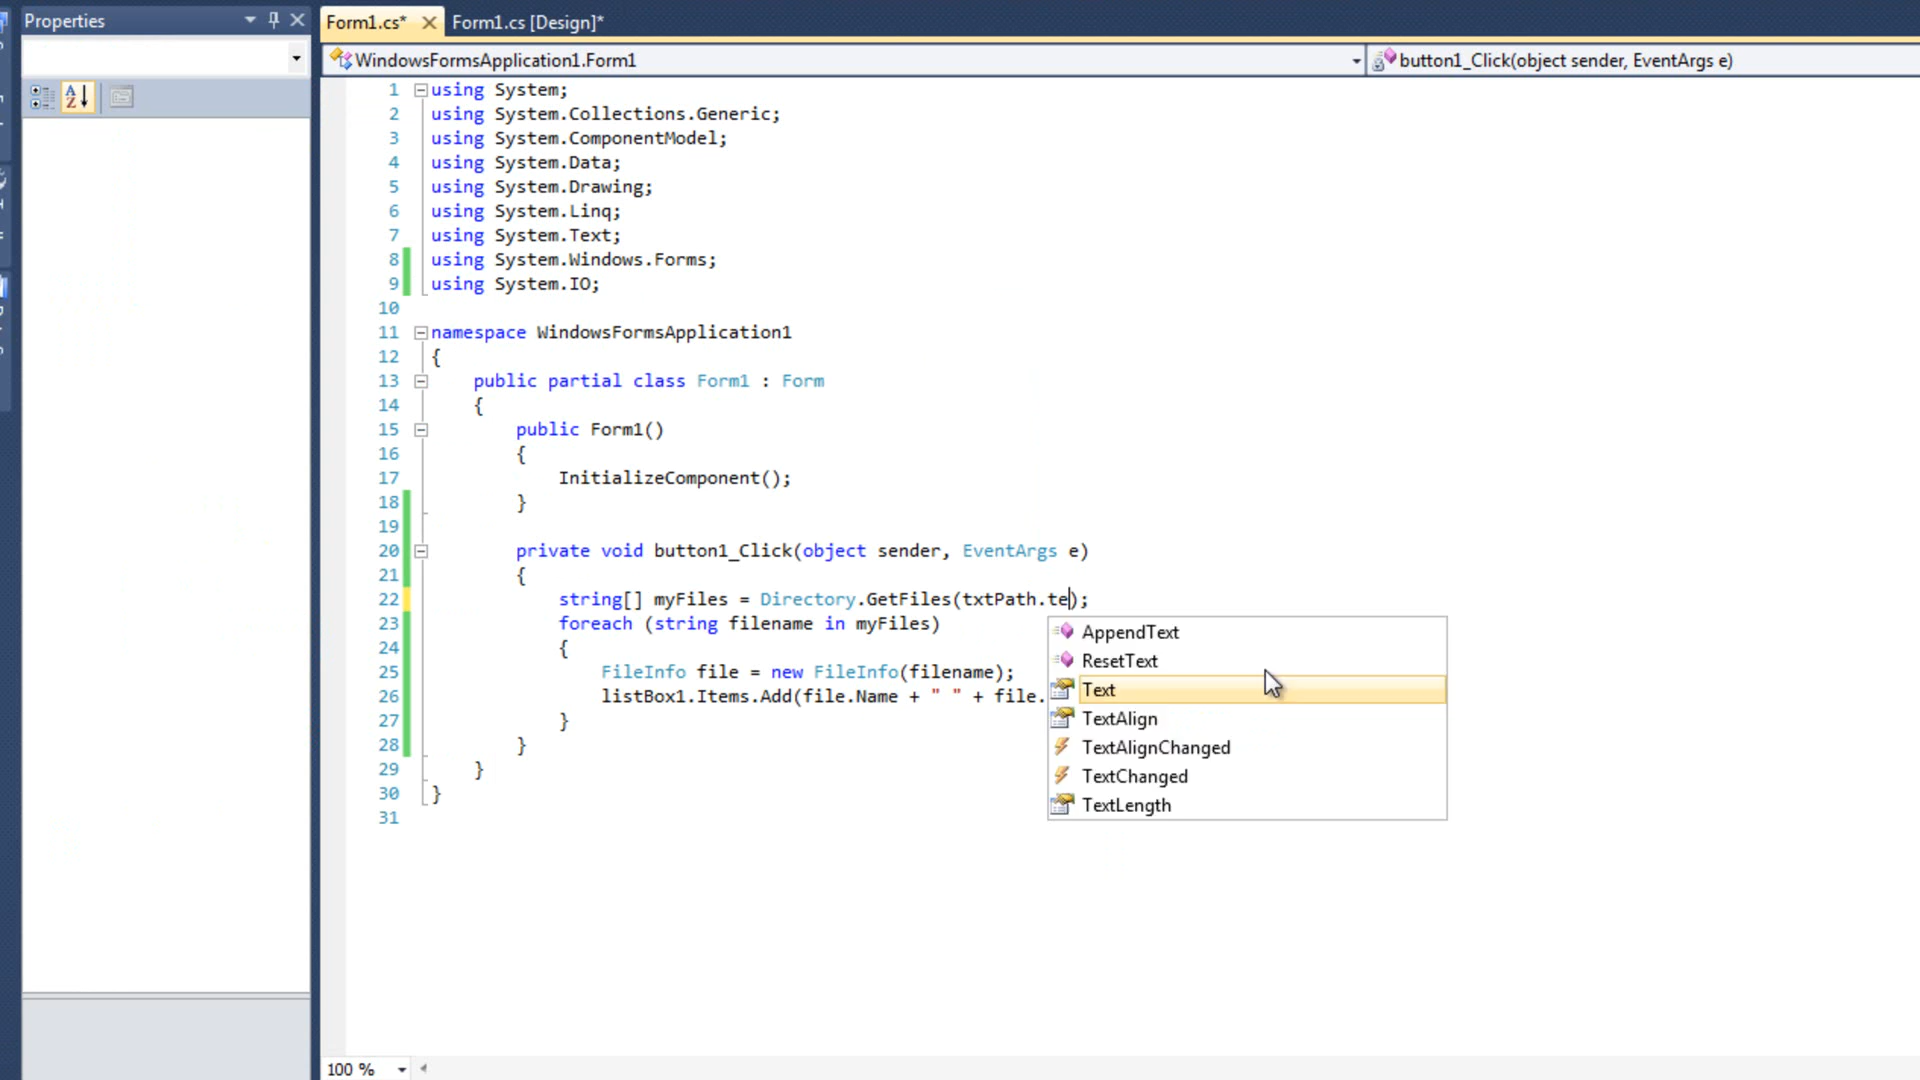 Properties
Form1.cs*
Form1.cs [Design]*
WindowsFormsApplication1.Form1
button1_Click(object sender, EventArgs e)
1 using System;
2 using System.Collections.Generic;
3 using System.ComponentModel;
4 using System.Data;
5 using System.Drawing;
6 using System.Linq;
7 using System.Text;
8 using System.Windows.Forms;
9 using System.IO;
10
11 namespace WindowsFormsApplication1
12 {
13 public partial class Form1 : Form
14 {
15 public Form1()
16 {
17 InitializeComponent();
18 }
19
20 private void button1_Click(object sender, EventArgs e)
21 {
22 string[] myFiles = Directory.GetFiles(txtPath.te);
23 foreach (string filename in myFiles)
24 {
25 FileInfo file = new FileInfo(filename);
26 listBox1.Items.Add(file.Name + " " + file.
27 }
28 }
29 }
30 }
31
AppendText
ResetText
Text
TextAlign
TextAlignChanged
TextChanged
TextLength
100 %